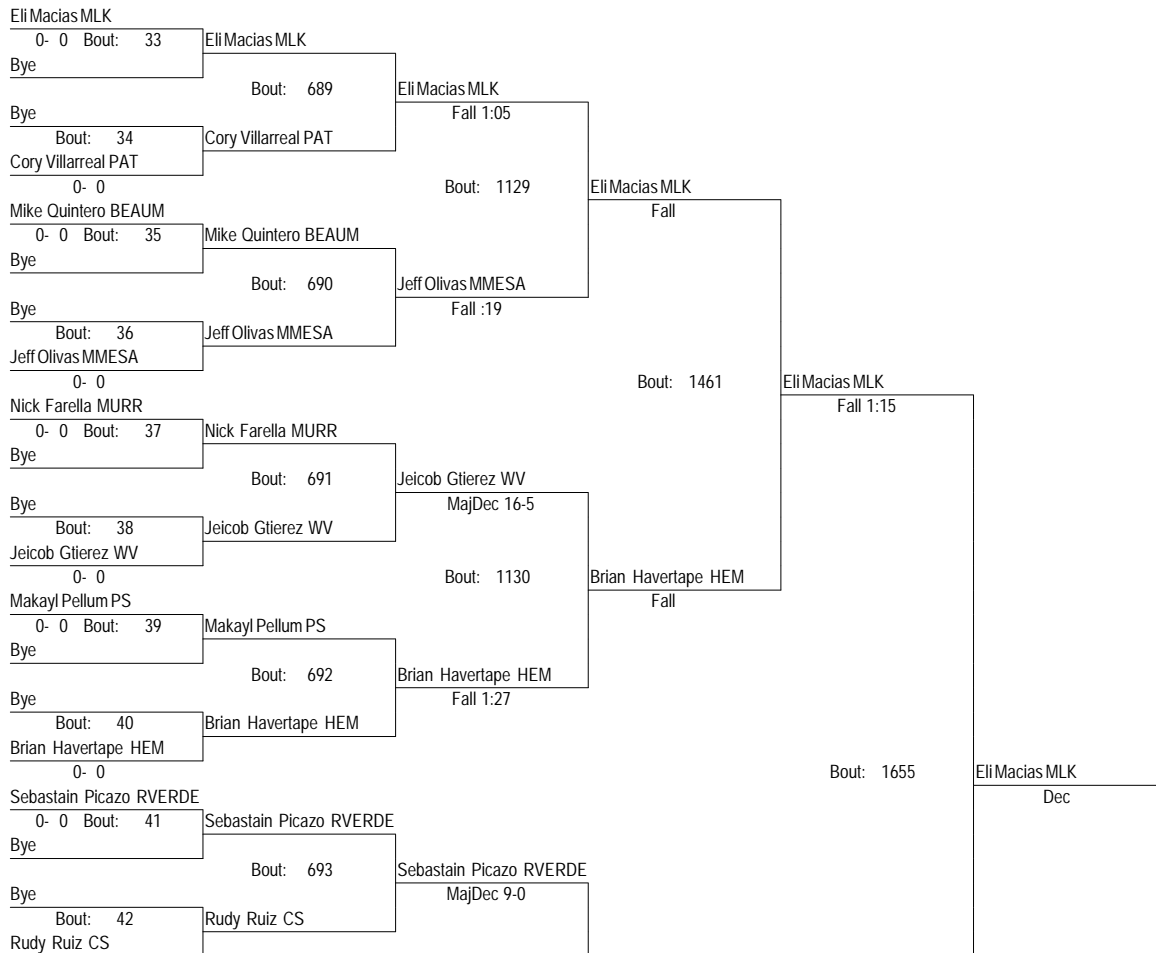 Eli Macias MLK
0- 0 Bout: 33 Eli Macias MLK
Bye
Bout: 689 Eli Macias MLK
Bye Fall 1:05
Bout: 34 Cory Villarreal PAT
Cory Villarreal PAT
0- 0 Bout: 1129 Eli Macias MLK
Mike Quintero BEAUM Fall
0- 0 Bout: 35 Mike Quintero BEAUM
Bye
Bout: 690 Jeff Olivas MMESA
Bye Fall :19
Bout: 36 Jeff Olivas MMESA
Jeff Olivas MMESA
0- 0 Bout: 1461 Eli Macias MLK
Nick Farella MURR Fall 1:15
0- 0 Bout: 37 Nick Farella MURR
Bye
Bout: 691 Jeicob Gtierez WV
Bye MajDec 16-5
Bout: 38 Jeicob Gtierez WV
Jeicob Gtierez WV
0- 0 Bout: 1130 Brian Havertape HEM
Makayl Pellum PS Fall
0- 0 Bout: 39 Makayl Pellum PS
Bye
Bout: 692 Brian Havertape HEM
Bye Fall 1:27
Bout: 40 Brian Havertape HEM
Brian Havertape HEM
0- 0 Bout: 1655 Eli Macias MLK
Sebastain Picazo RVERDE Dec
0- 0 Bout: 41 Sebastain Picazo RVERDE
Bye
Bout: 693 Sebastain Picazo RVERDE
Bye MajDec 9-0
Bout: 42 Rudy Ruiz CS
Rudy Ruiz CS